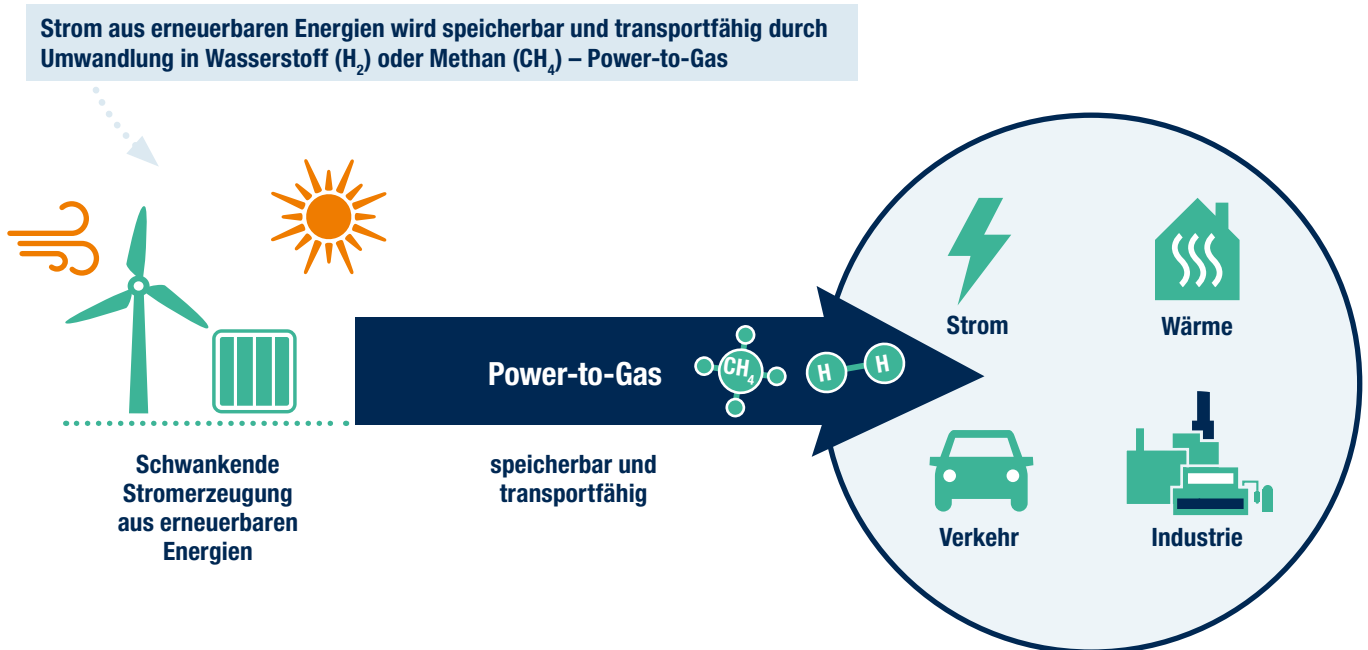 Strom aus erneuerbaren Energien wird speicherbar und transportfähig durch
Umwandlung in Wasserstoff (H₂) oder Methan (CH₄) – Power-to-Gas
Strom
Wärme
Power-to-Gas
CH₄
H
H
Schwankende
Stromerzeugung
aus erneuerbaren
Energien
speicherbar und
transportfähig
Verkehr
Industrie